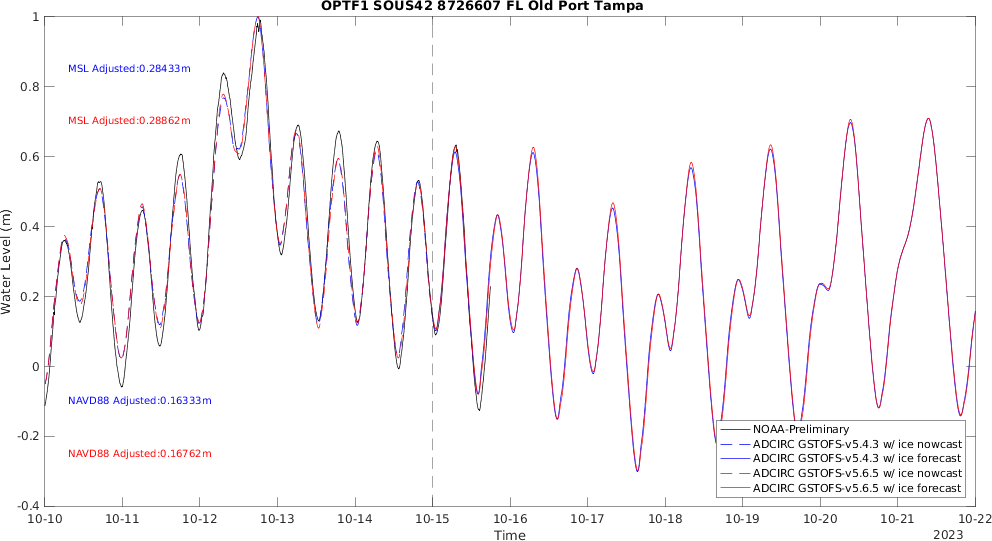 OPTF1 SOUS42 8726607 FL Old Port Tampa
1
0.8
0.6
0.4
0.2
0
-0.2
-0.4
Water Level (m)
MSL Adjusted:0.28433m
MSL Adjusted:0.28862m
NAVD88 Adjusted:0.16333m
NAVD88 Adjusted:0.16762m
NOAA-Preliminary
ADCIRC GSTOFS-v5.4.3 w/ ice nowcast
ADCIRC GSTOFS-v5.4.3 w/ ice forecast
ADCIRC GSTOFS-v5.6.5 w/ ice nowcast
ADCIRC GSTOFS-v5.6.5 w/ ice forecast
10-10 10-11 10-12 10-13 10-14 10-15 10-16 10-17 10-18 10-19 10-20 10-21 10-22
Time
2023